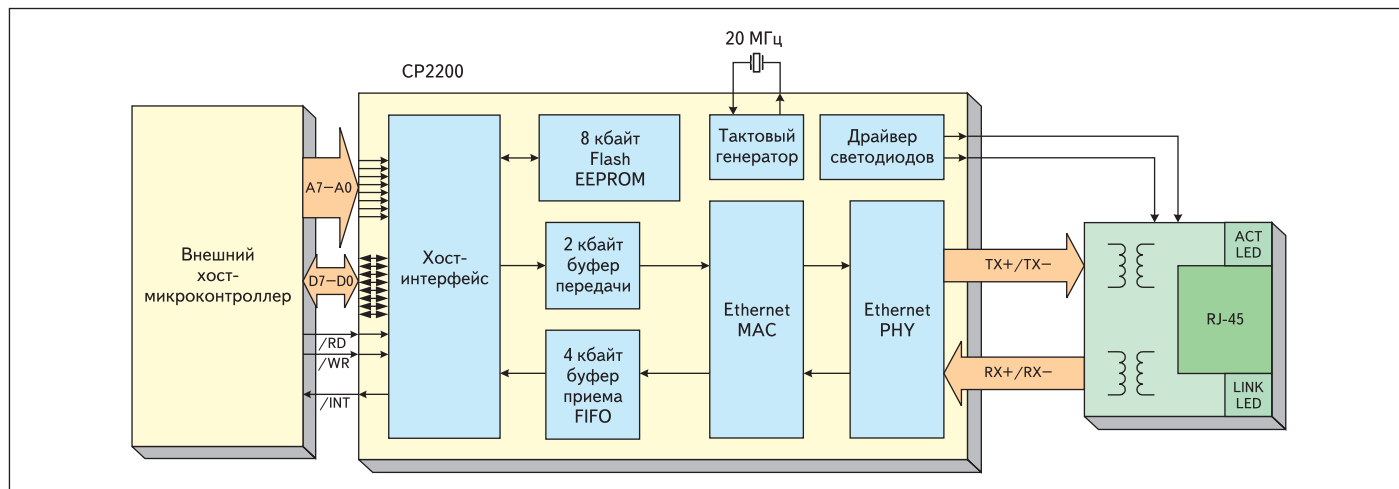 20 МГц
CP2200
8 кбайт
Flash
EEPROM
Тактовый
генератор
Драйвер
светодиодов
A7–A0
Внешний
хост-
микроконтроллер
D7–D0
Хост-
интерфейс
2 кбайт
буфер
передачи
Ethernet
MAC
Ethernet
PHY
TX+/TX–
ACT
LED
RJ-45
/RD
/WR
/INT
4 кбайт
буфер
приема
FIFO
RX+/RX–
LINK
LED